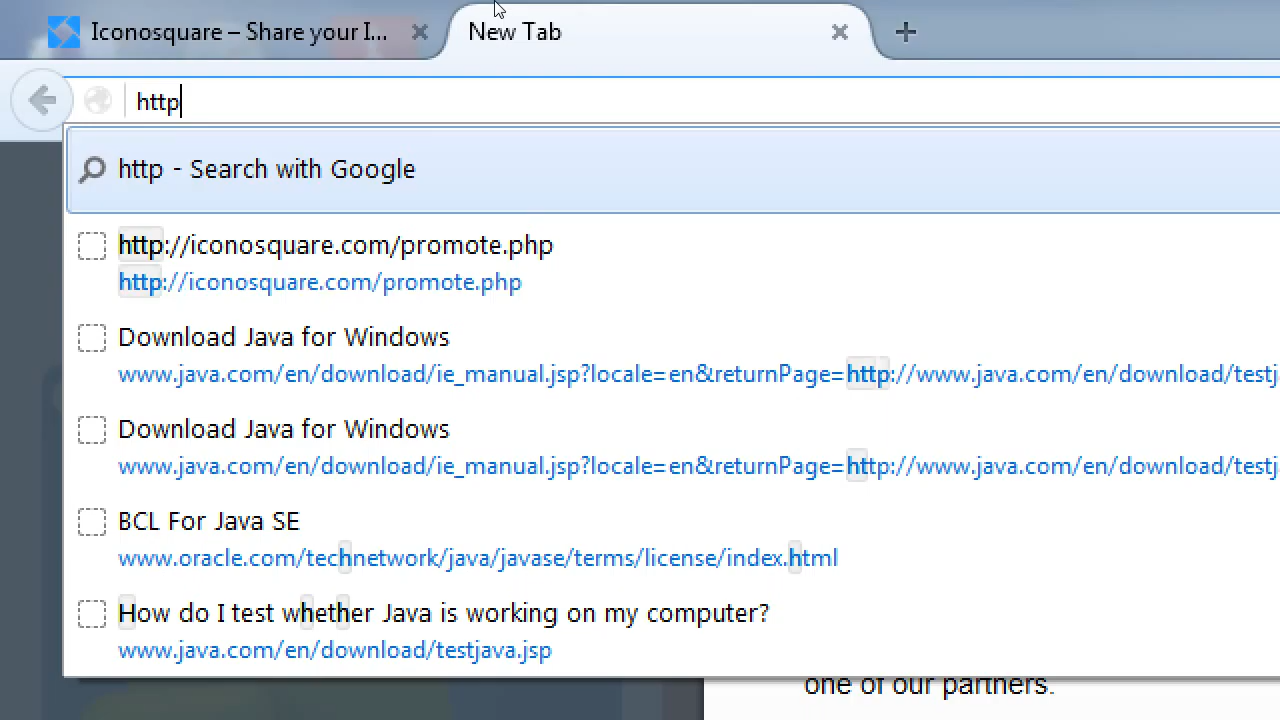 Iconosquare – Share your I...
New Tab
http
http - Search with Google
http://iconosquare.com/promote.php
http://iconosquare.com/promote.php
Download Java for Windows
www.java.com/en/download/ie_manual.jsp?locale=en&returnPage=http://www.java.com/en/download/testj
Download Java for Windows
www.java.com/en/download/ie_manual.jsp?locale=en&returnPage=http://www.java.com/en/download/testj
BCL For Java SE
www.oracle.com/technetwork/java/javase/terms/license/index.html
How do I test whether Java is working on my computer?
www.java.com/en/download/testjava.jsp
one of our partners.